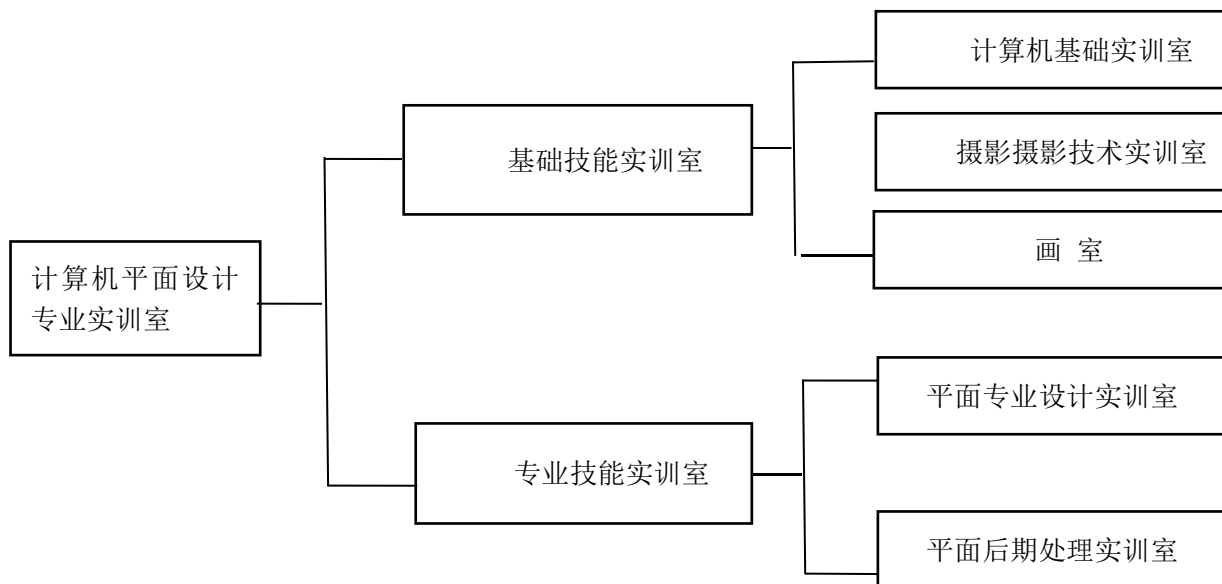 计算机基础实训室
基础技能实训室
摄影摄影技术实训室
画 室
计算机平面设计
专业实训室
平面专业设计实训室
专业技能实训室
平面后期处理实训室